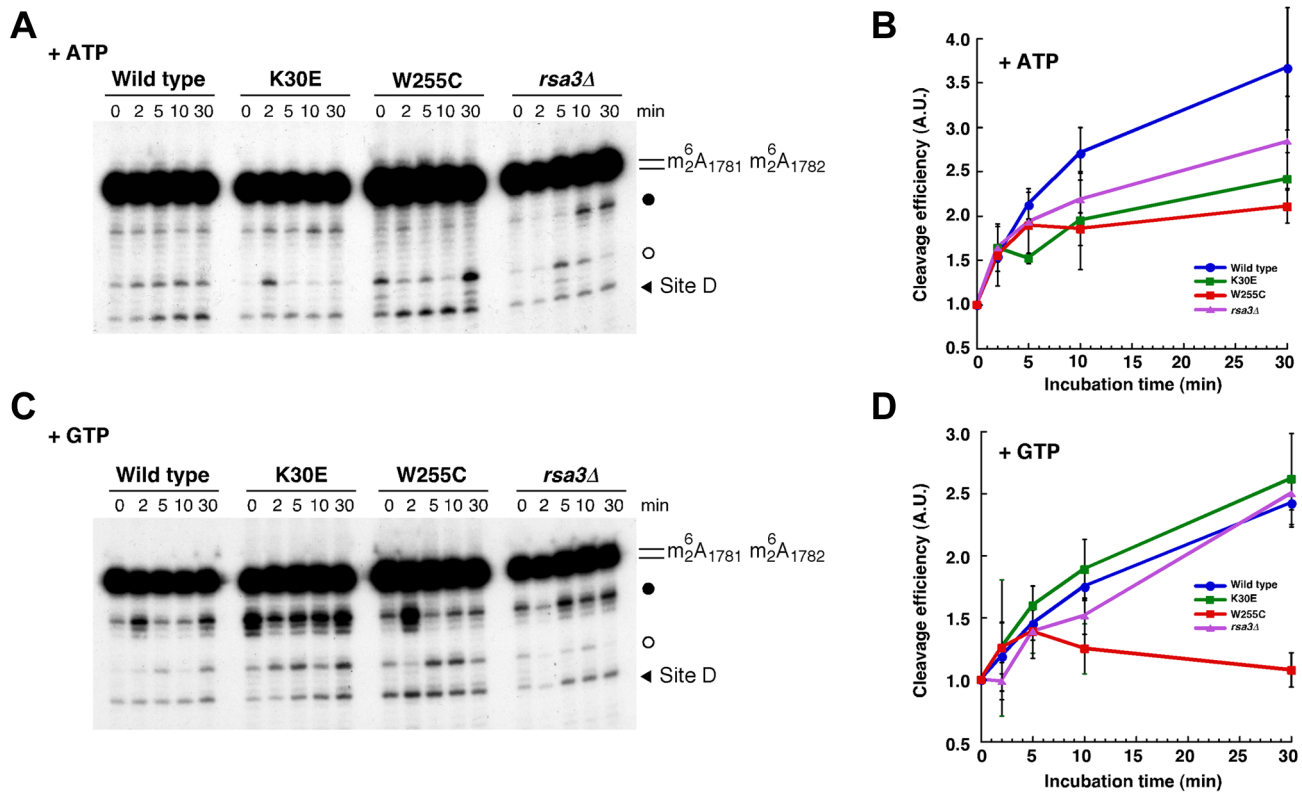 A
+ ATP
Wild type K30E W255C rsa3Δ
0 2 5 10 30 0 2 5 10 30 0 2 5 10 30 0 2 5 10 30 min
m⁶₂A₁₇₈₁ m⁶₂A₁₇₈₂
Site D
B
+ ATP
Cleavage efficiency (A.U.)
4.0
3.5
3.0
2.5
2.0
1.5
1.0
0.5
Wild type
K30E
W255C
rsa3Δ
0 5 10 15 20 25 30
Incubation time (min)
C
+ GTP
Wild type K30E W255C rsa3Δ
0 2 5 10 30 0 2 5 10 30 0 2 5 10 30 0 2 5 10 30 min
m⁶₂A₁₇₈₁ m⁶₂A₁₇₈₂
Site D
D
+ GTP
Cleavage efficiency (A.U.)
3.0
2.5
2.0
1.5
1.0
0.5
Wild type
K30E
W255C
rsa3Δ
0 5 10 15 20 25 30
Incubation time (min)